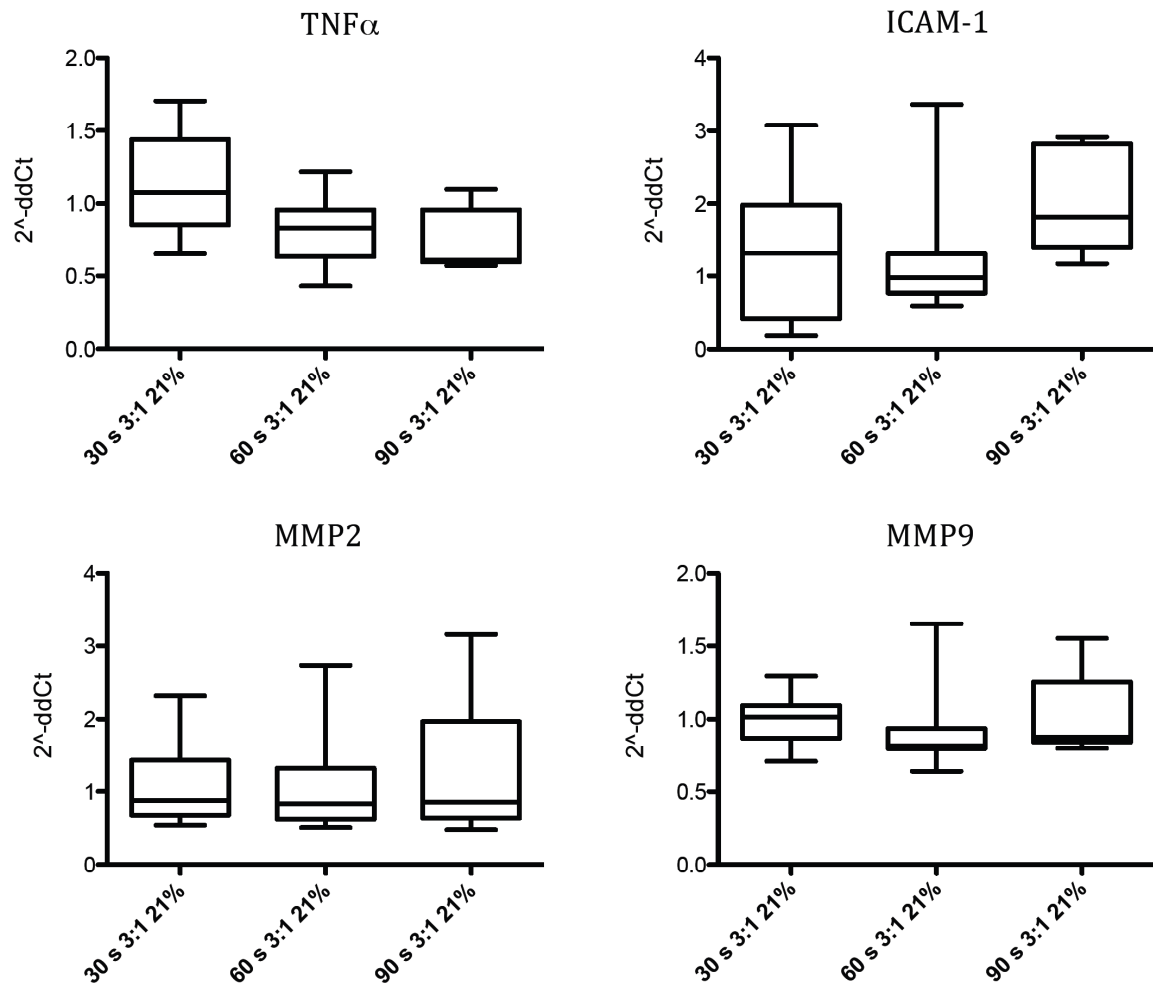 TNFα
2.0
1.5
1.0
0.5
0.0
2^-ddCt
30 s 3:1 21%
60 s 3:1 21%
90 s 3:1 21%
ICAM-1
4
3
2
1
0
2^-ddCt
30 s 3:1 21%
60 s 3:1 21%
90 s 3:1 21%
MMP2
4
3
2
1
0
2^-ddCt
30 s 3:1 21%
60 s 3:1 21%
90 s 3:1 21%
MMP9
2.0
1.5
1.0
0.5
0.0
2^-ddCt
30 s 3:1 21%
60 s 3:1 21%
90 s 3:1 21%